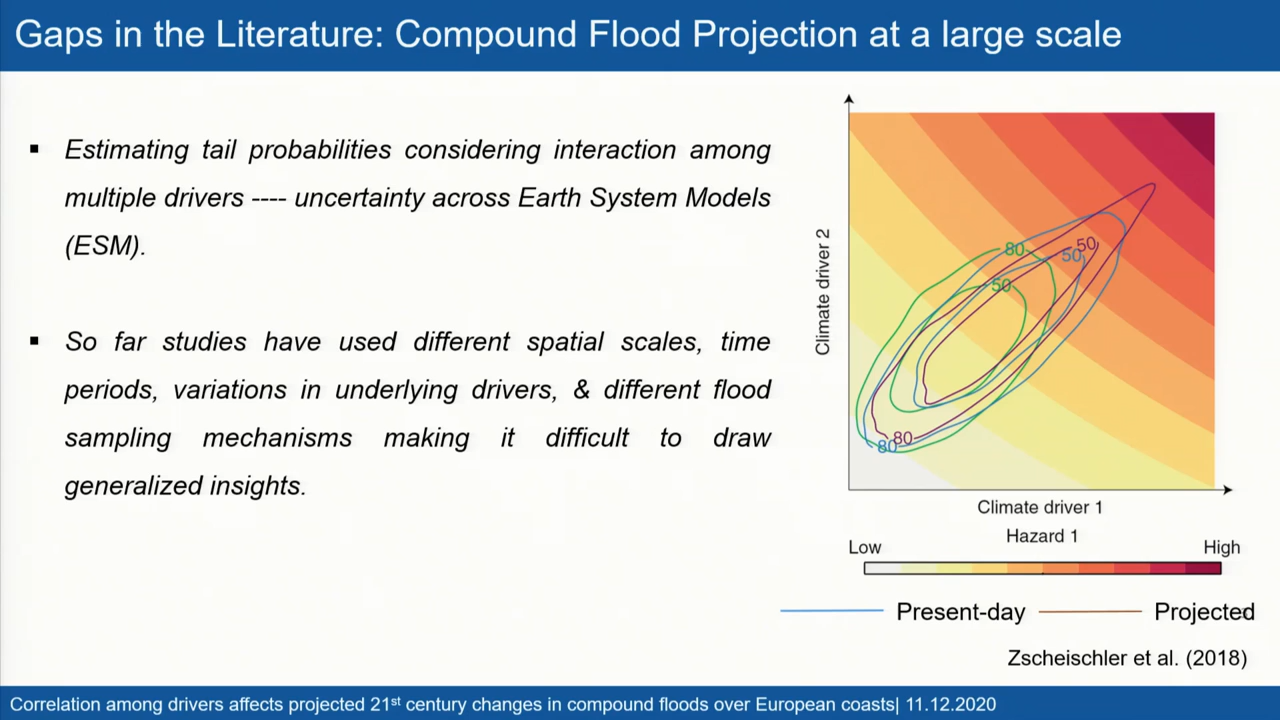 Gaps in the Literature: Compound Flood Projection at a large scale
▪ Estimating tail probabilities considering interaction among
multiple drivers ---- uncertainty across Earth System Models
(ESM).
▪ So far studies have used different spatial scales, time
periods, variations in underlying drivers, & different flood
sampling mechanisms making it difficult to draw
generalized insights.
Climate driver 2
80
50
50
50
80
80
Climate driver 1
Hazard 1
Low
High
Present-day
Projected
Zscheischler et al. (2018)
Correlation among drivers affects projected 21st century changes in compound floods over European coasts| 11.12.2020